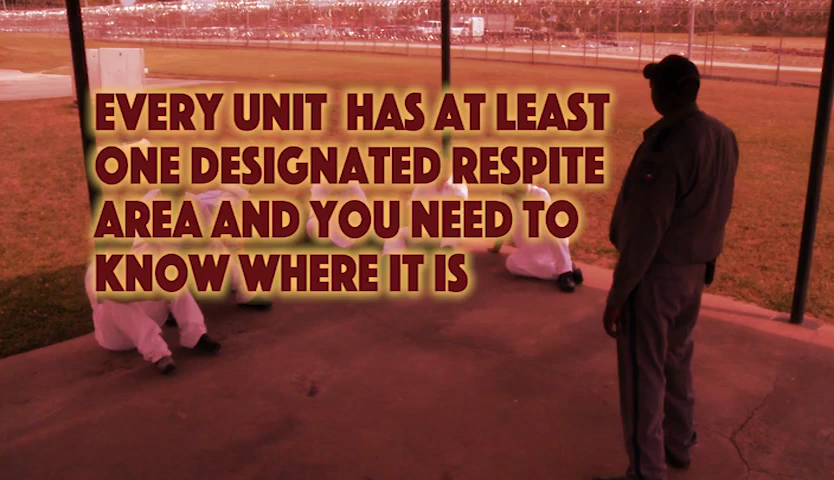 EVERY UNIT HAS AT LEAST
ONE DESIGNATED RESPITE
AREA AND YOU NEED TO
KNOW WHERE IT IS